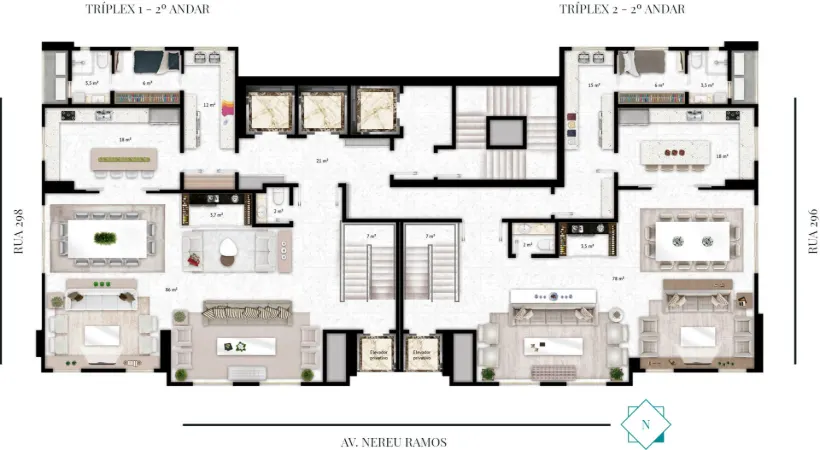 TRÍPLEX 1 - 2º ANDAR
TRÍPLEX 2 - 2º ANDAR
5,5 m²
6 m²
12 m²
15 m²
6 m²
3,3 m²
18 m²
21 m²
18 m²
3,7 m²
2 m²
7 m²
7 m²
2 m²
3,5 m²
RUA 298
RUA 296
86 m²
78 m²
Elevador
privativo
Elevador
privativo
N
AV. NEREU RAMOS